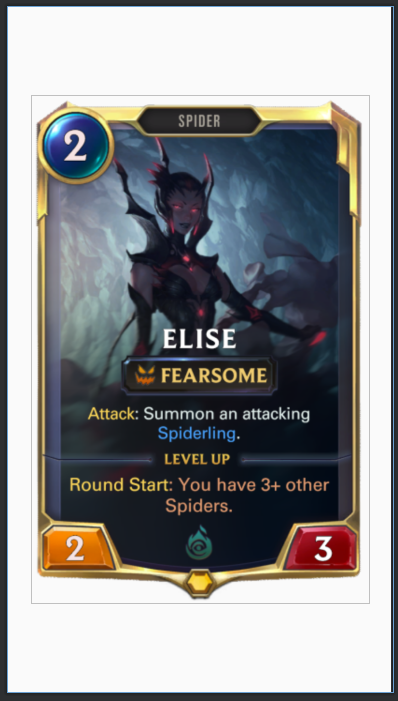 SPIDER
2
ELISE
FEARSOME
Attack: Summon an attacking
Spiderling.
LEVEL UP
Round Start: You have 3+ other
Spiders.
2
3